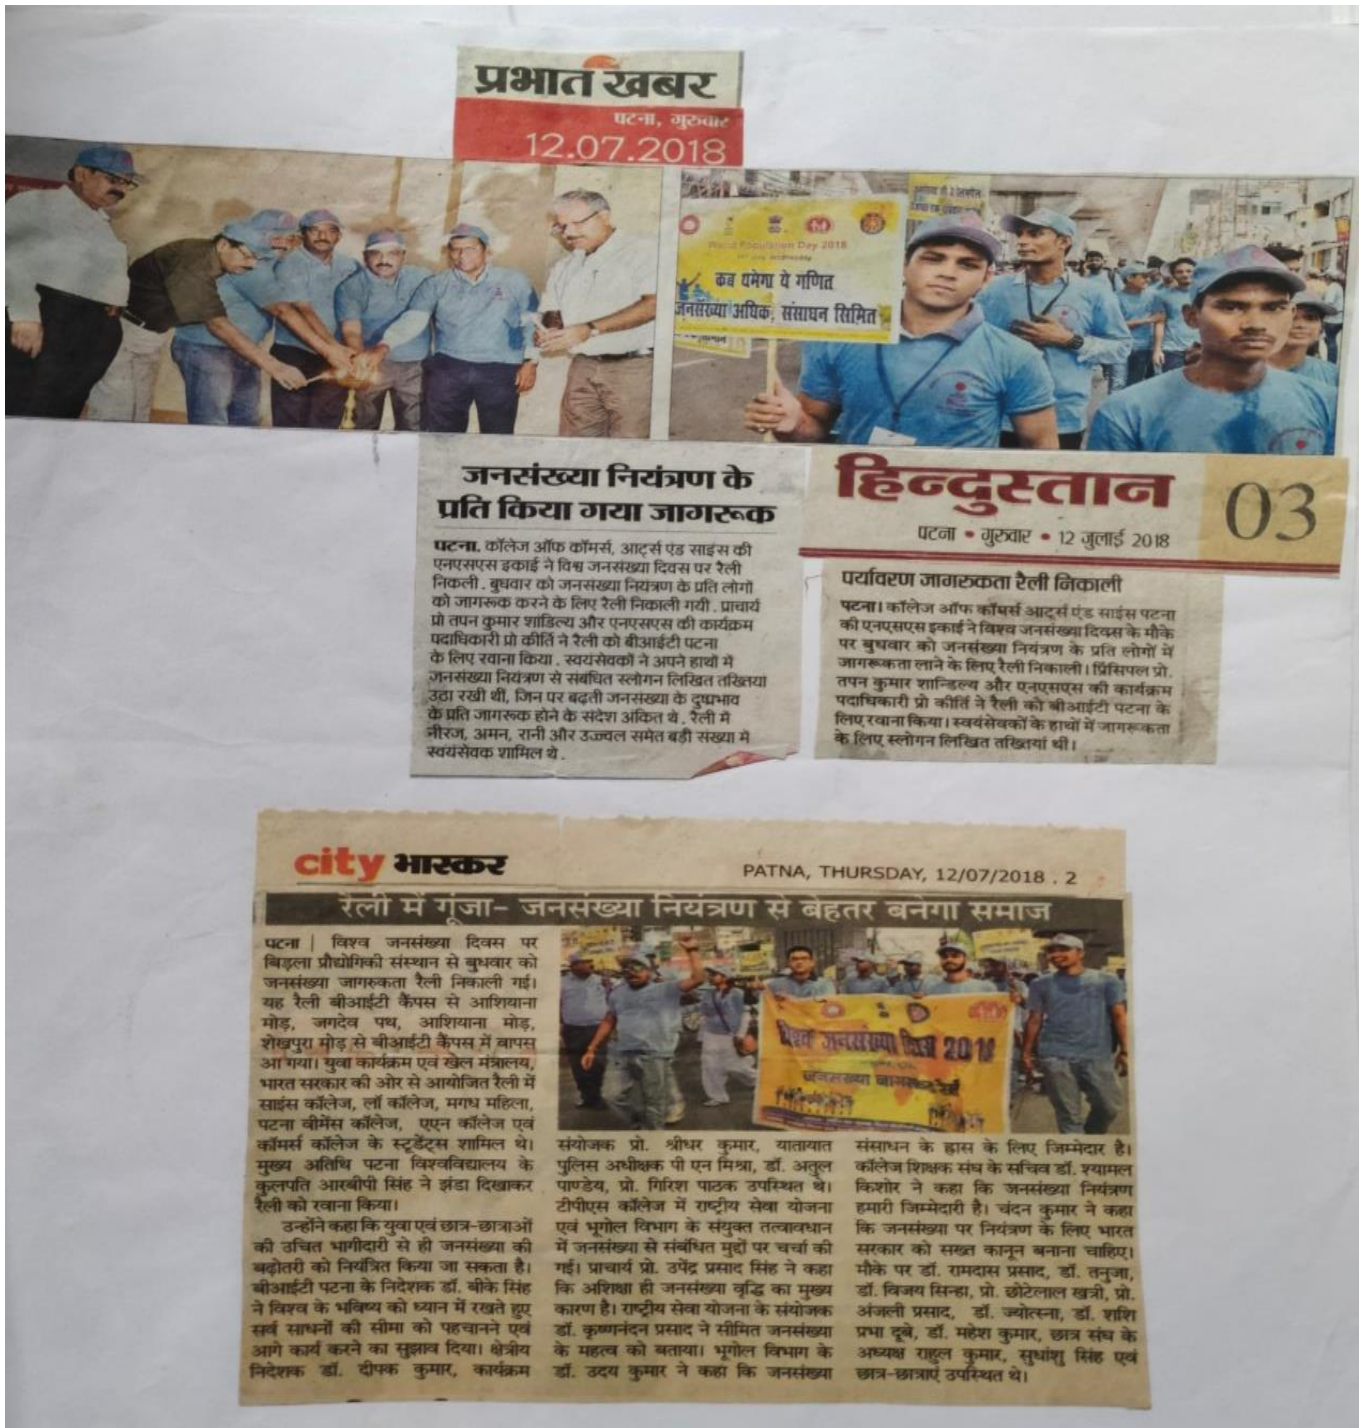 प्रभात खबर
पटना, गुरुवार
12.07.2018
World Population Day 2018
कब थमेगा ये गणित
जनसंख्या अधिक, संसाधन सिमित
जनसंख्या नियंत्रण के
प्रति किया गया जागरूक
पटना. कॉलेज ऑफ कॉमर्स, आर्ट्स एंड साइंस की
एनएसएस इकाई ने विश्व जनसंख्या दिवस पर रैली
निकली. बुधवार को जनसंख्या नियंत्रण के प्रति लोगों
को जागरूक करने के लिए रैली निकाली गयी. प्राचार्य
प्रो तपन कुमार शांडिल्य और एनएसएस की कार्यक्रम
पदाधिकारी प्रो कीर्ति ने रैली को बीआईटी पटना
के लिए रवाना किया. स्वयंसेवकों ने अपने हाथों में
जनसंख्या नियंत्रण से संबंधित स्लोगन लिखित तख्तियां
उठा रखी थीं, जिन पर बढ़ती जनसंख्या के दुष्प्रभाव
के प्रति जागरूक होने के संदेश अंकित थे. रैली में
नीरज, अमन, रानी और उज्ज्वल समेत बड़ी संख्या में
स्वयंसेवक शामिल थे.
हिन्दुस्तान 03
पटना • गुरुवार • 12 जुलाई 2018
पर्यावरण जागरुकता रैली निकाली
पटना। कॉलेज ऑफ कॉमर्स आर्ट्स एंड साइंस पटना
की एनएसएस इकाई ने विश्व जनसंख्या दिवस के मौके
पर बुधवार को जनसंख्या नियंत्रण के प्रति लोगों में
जागरूकता लाने के लिए रैली निकाली। प्रिंसिपल प्रो.
तपन कुमार शान्डिल्य और एनएसएस की कार्यक्रम
पदाधिकारी प्रो कीर्ति ने रैली को बीआईटी पटना के
लिए रवाना किया। स्वयंसेवकों के हाथों में जागरूकता
के लिए स्लोगन लिखित तख्तियां थीं।
city भास्कर
PATNA, THURSDAY, 12/07/2018 . 2
रैली में गूंजा- जनसंख्या नियंत्रण से बेहतर बनेगा समाज
पटना | विश्व जनसंख्या दिवस पर
बिड़ला प्रौद्योगिकी संस्थान से बुधवार को
जनसंख्या जागरुकता रैली निकाली गई।
यह रैली बीआईटी कैंपस से आशियाना
मोड़, जगदेव पथ, आशियाना मोड़,
शेखपुरा मोड़ से बीआईटी कैंपस में वापस
आ गया। युवा कार्यक्रम एवं खेल मंत्रालय,
भारत सरकार की ओर से आयोजित रैली में
साइंस कॉलेज, लॉ कॉलेज, मगध महिला,
पटना वीमेंस कॉलेज, एएन कॉलेज एवं
कॉमर्स कॉलेज के स्टूडेंट्स शामिल थे।
मुख्य अतिथि पटना विश्वविद्यालय के
कुलपति आरबीपी सिंह ने झंडा दिखाकर
रैली को रवाना किया।
उन्होंने कहा कि युवा एवं छात्र-छात्राओं
की उचित भागीदारी से ही जनसंख्या की
बढ़ोतरी को नियंत्रित किया जा सकता है।
बीआईटी पटना के निदेशक डॉ. बीके सिंह
ने विश्व के भविष्य को ध्यान में रखते हुए
सर्व साधनों की सीमा को पहचानने एवं
आगे कार्य करने का सुझाव दिया। क्षेत्रीय
निदेशक डॉ. दीपक कुमार, कार्यक्रम
विश्व जनसंख्या दिवस 2018
जनसंख्या जागरूकता रैली
संयोजक प्रो. श्रीधर कुमार, यातायात
पुलिस अधीक्षक पी एन मिश्रा, डॉ. अतुल
पाण्डेय, प्रो. गिरिश पाठक उपस्थित थे।
टीपीएस कॉलेज में राष्ट्रीय सेवा योजना
एवं भूगोल विभाग के संयुक्त तत्वावधान
में जनसंख्या से संबंधित मुद्दों पर चर्चा की
गई। प्राचार्य प्रो. उपेंद्र प्रसाद सिंह ने कहा
कि अशिक्षा ही जनसंख्या वृद्धि का मुख्य
कारण है। राष्ट्रीय सेवा योजना के संयोजक
डॉ. कृष्णनंदन प्रसाद ने सीमित जनसंख्या
के महत्व को बताया। भूगोल विभाग के
डॉ. उदय कुमार ने कहा कि जनसंख्या
संसाधन के ह्रास के लिए जिम्मेदार है।
कॉलेज शिक्षक संघ के सचिव डॉ. श्यामल
किशोर ने कहा कि जनसंख्या नियंत्रण
हमारी जिम्मेदारी है। चंदन कुमार ने कहा
कि जनसंख्या पर नियंत्रण के लिए भारत
सरकार को सख्त कानून बनाना चाहिए।
मौके पर डॉ. रामदास प्रसाद, डॉ. तनुजा,
डॉ. विजय सिन्हा, प्रो. छोटेलाल खत्री, प्रो.
अंजली प्रसाद, डॉ. ज्योत्सना, डॉ. शशि
प्रभा दूबे, डॉ. महेश कुमार, छात्र संघ के
अध्यक्ष राहुल कुमार, सुधांशु सिंह एवं
छात्र-छात्राएं उपस्थित थे।